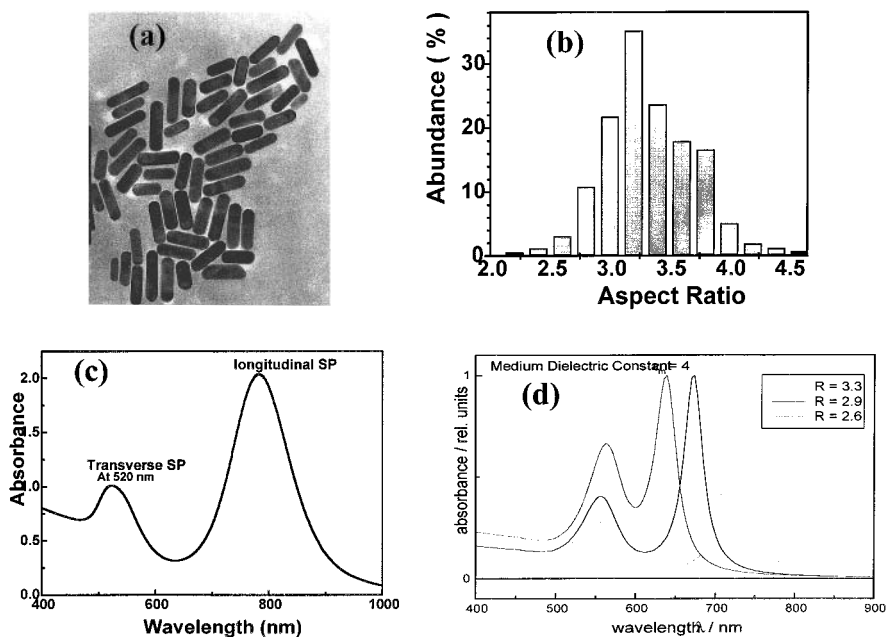 (a)
(b)
Abundance ( % )
30
20
10
0
2.0 2.5 3.0 3.5 4.0 4.5
Aspect Ratio
(c)
longitudinal SP
Transverse SP
At 520 nm
Absorbance
2.0
1.5
1.0
0.5
0.0
400 600 800 1000
Wavelength (nm)
(d)
Medium Dielectric Constant εm= 4
R = 3.3
R = 2.9
R = 2.6
absorbance / rel. units
1
0
400 500 600 700 800 900
wavelength λ / nm